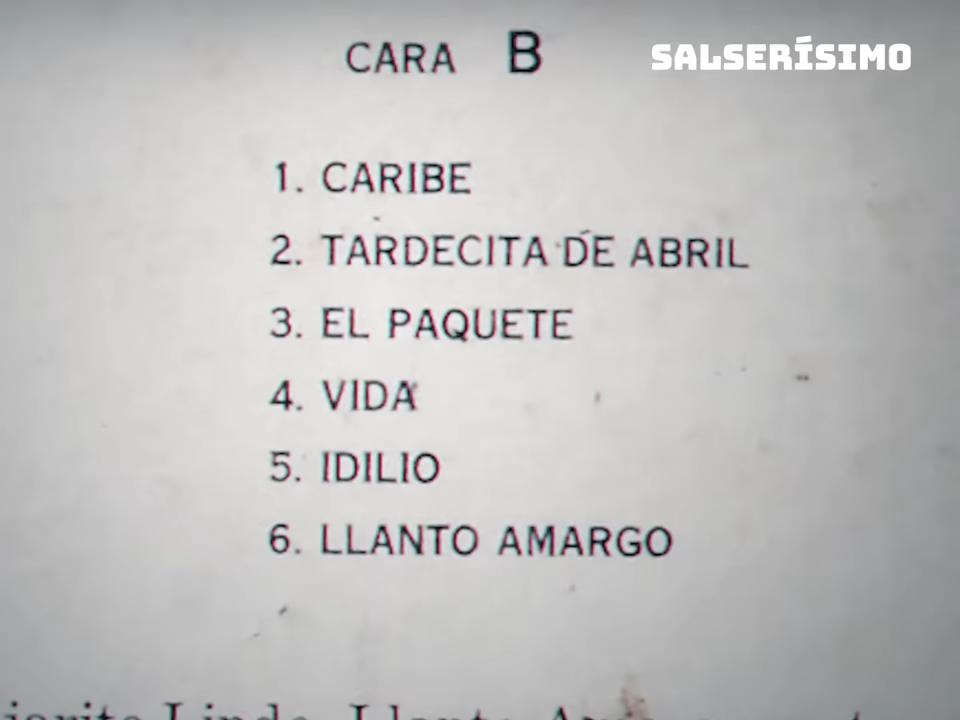 CARA B
SALSERÍSIMO
1. CARIBE
2. TARDECITA DE ABRIL
3. EL PAQUETE
4. VIDA
5. IDILIO
6. LLANTO AMARGO